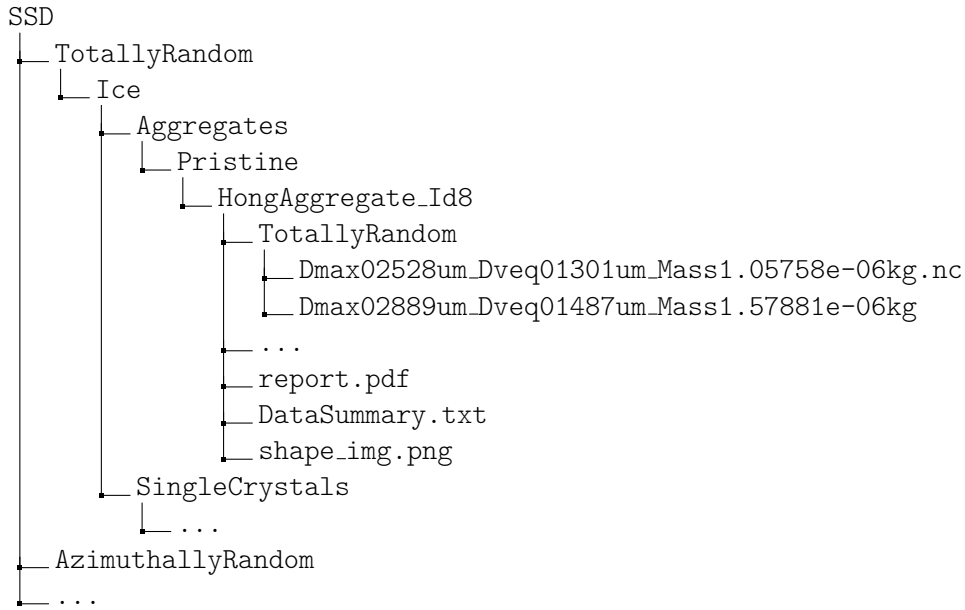 SSD
TotallyRandom
Ice
Aggregates
Pristine
HongAggregate_Id8
TotallyRandom
Dmax02528um_Dveq01301um_Mass1.05758e-06kg.nc
Dmax02889um_Dveq01487um_Mass1.57881e-06kg
...
report.pdf
DataSummary.txt
shape_img.png
SingleCrystals
...
AzimuthallyRandom
...